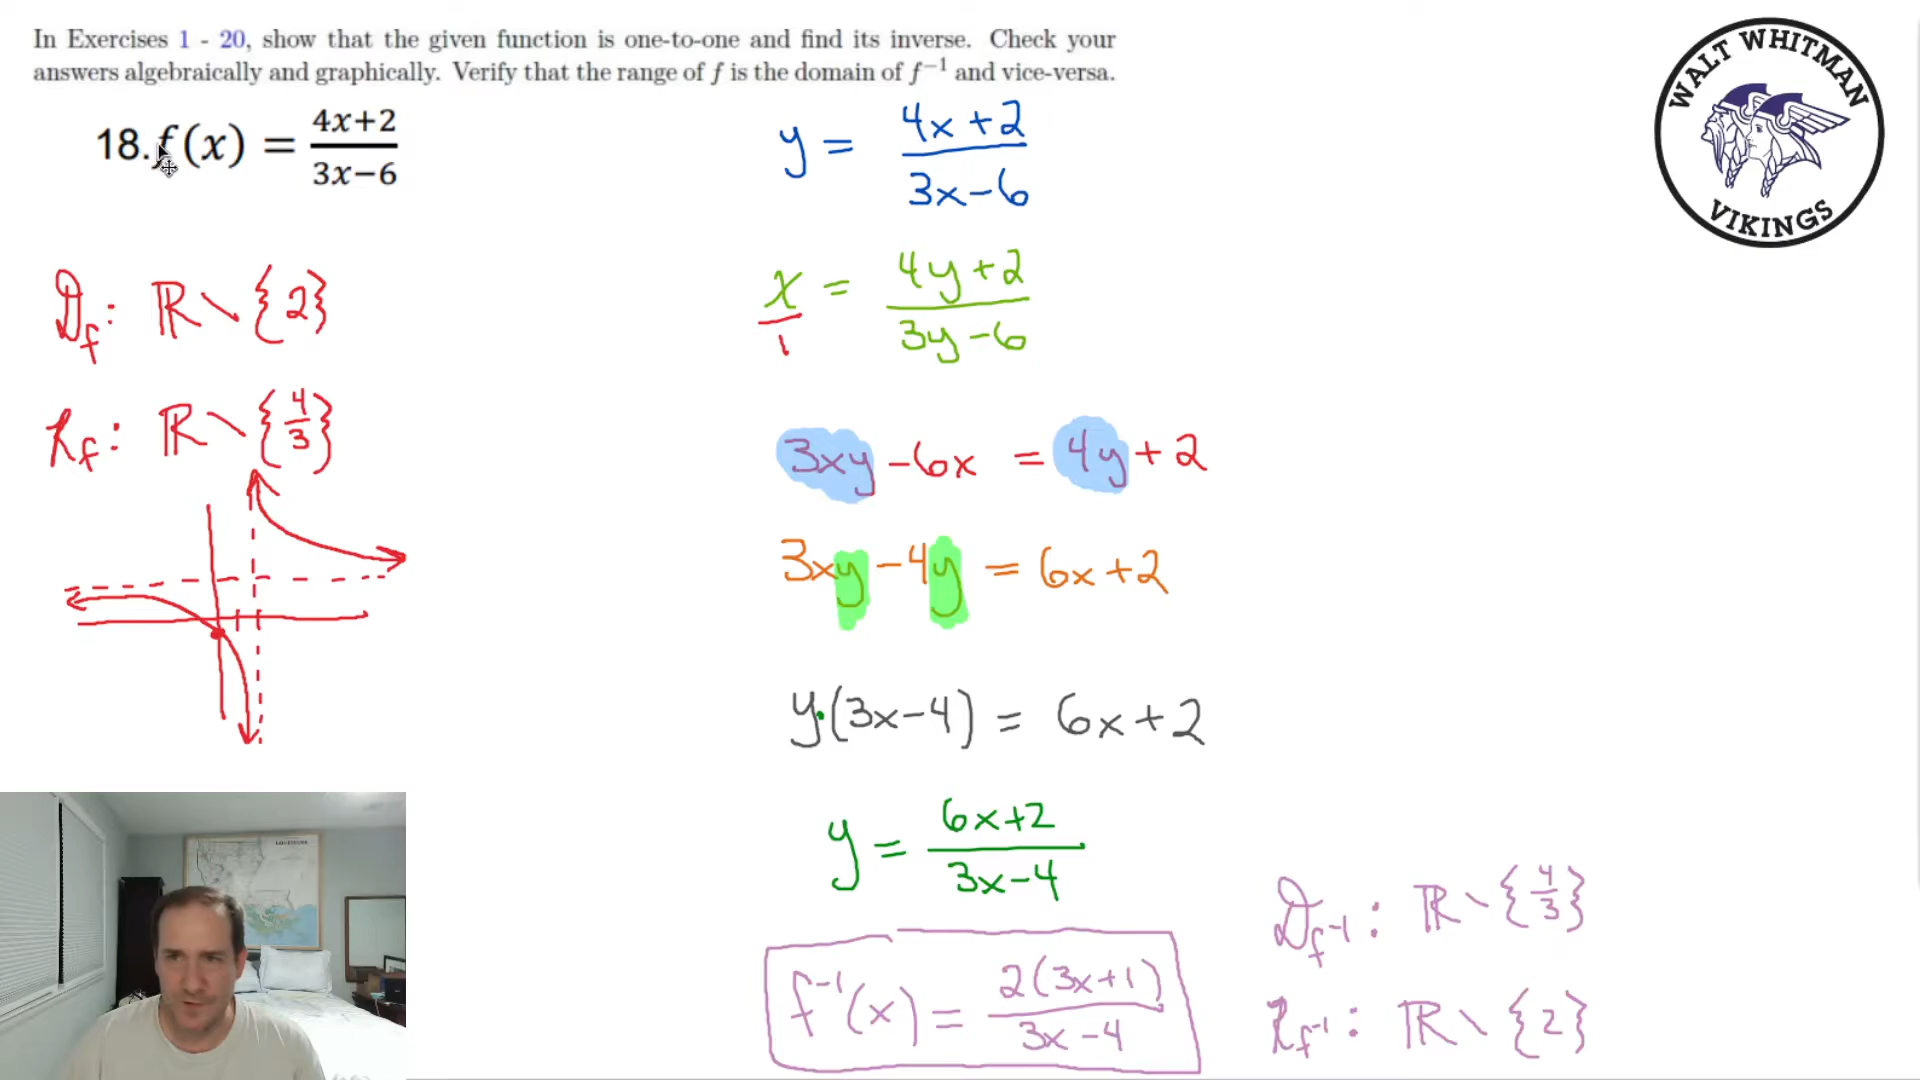 In Exercises 1 - 20, show that the given function is one-to-one and find its inverse. Check your
answers algebraically and graphically. Verify that the range of f is the domain of f⁻¹ and vice-versa.
18. f(x) = (4x+2)/(3x−6)
D_f : ℝ \ {2}
R_f : ℝ \ {4/3}
y = (4x+2)/(3x−6)
x/1 = (4y+2)/(3y−6)
3xy −6x = 4y+2
3xy −4y = 6x+2
y·(3x−4) = 6x+2
y = (6x+2)/(3x−4)
f⁻¹(x) = 2(3x+1)/(3x−4)
D_f⁻¹ : ℝ \ {4/3}
R_f⁻¹ : ℝ \ {2}
WALT WHITMAN
VIKINGS
LOUISIANA